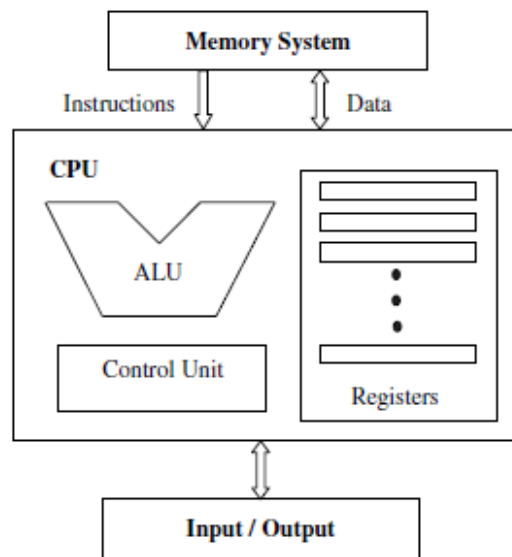 Memory System
Instructions
Data
CPU
ALU
Control Unit
Registers
Input / Output